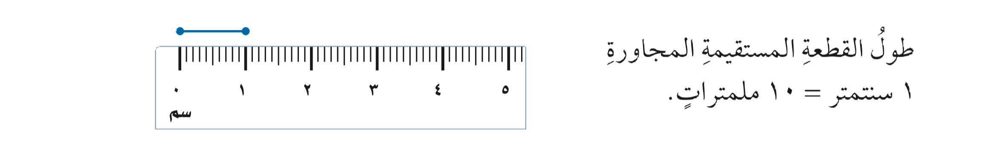 طولُ القطعةِ المستقيمةِ المجاورةِ
١ سنتمتر = ١٠ ملمتراتٍ.
٠ ١ ٢ ٣ ٤ ٥
سم